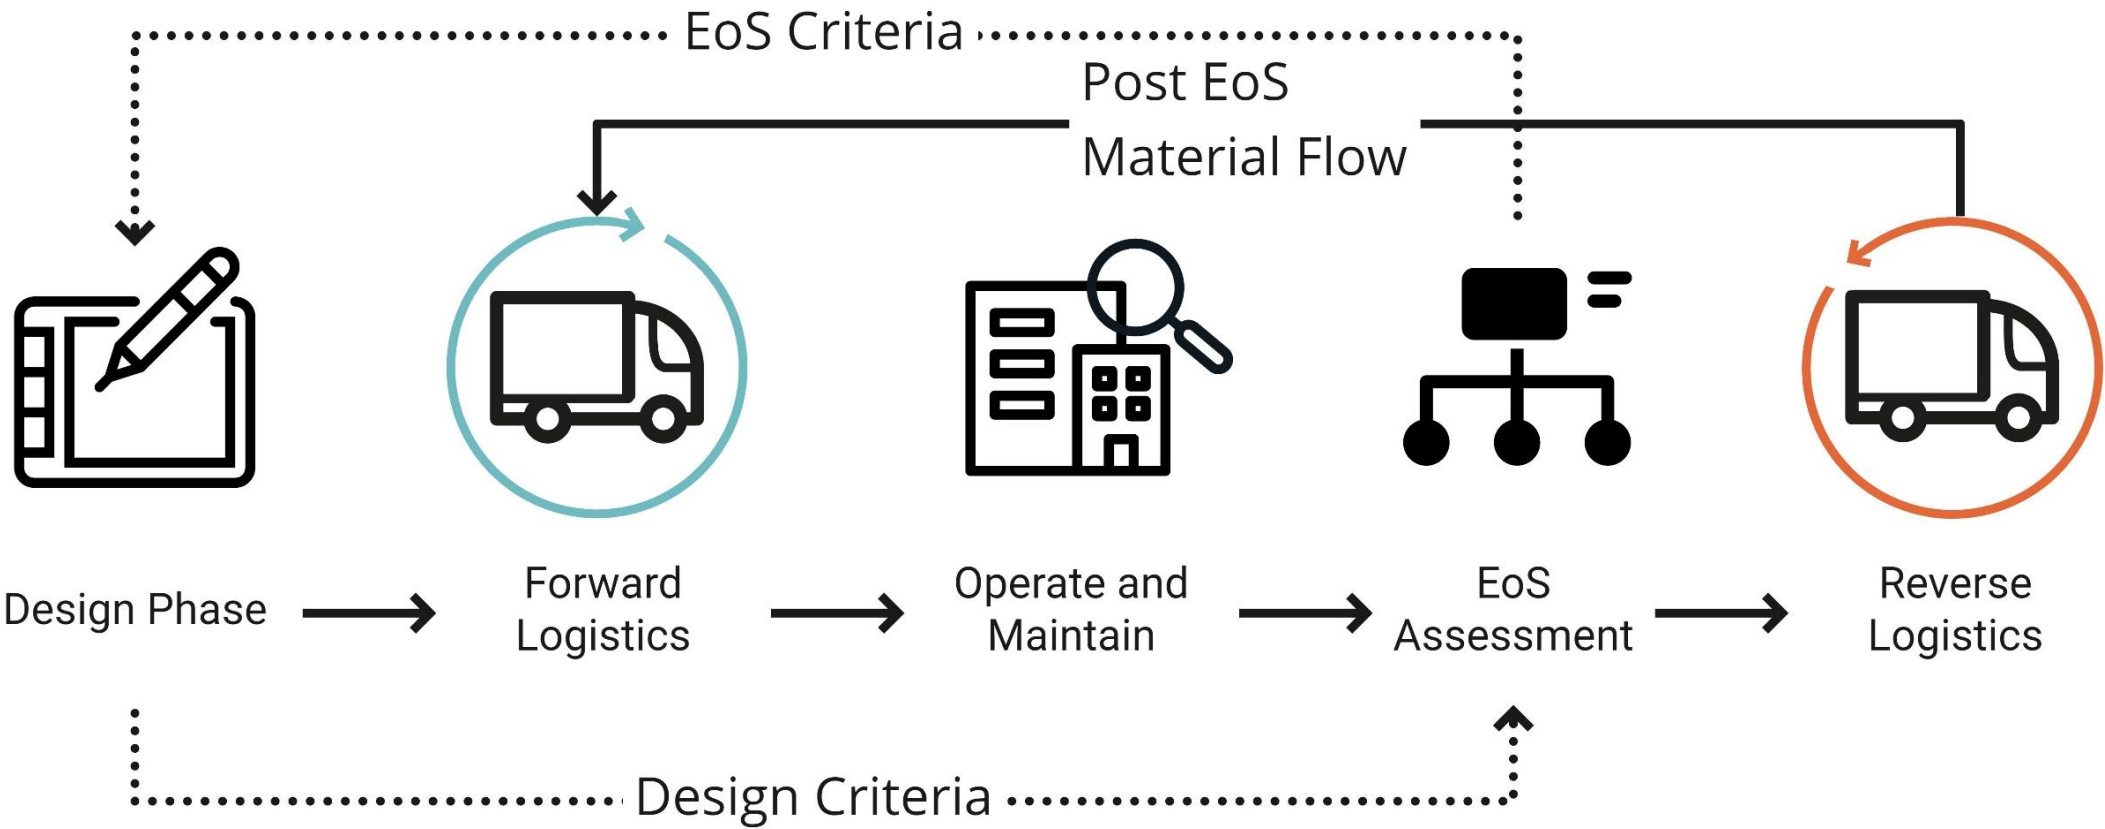 EoS Criteria
Post EoS
Material Flow
Design Phase
Forward
Logistics
Operate and
Maintain
EoS
Assessment
Reverse
Logistics
Design Criteria